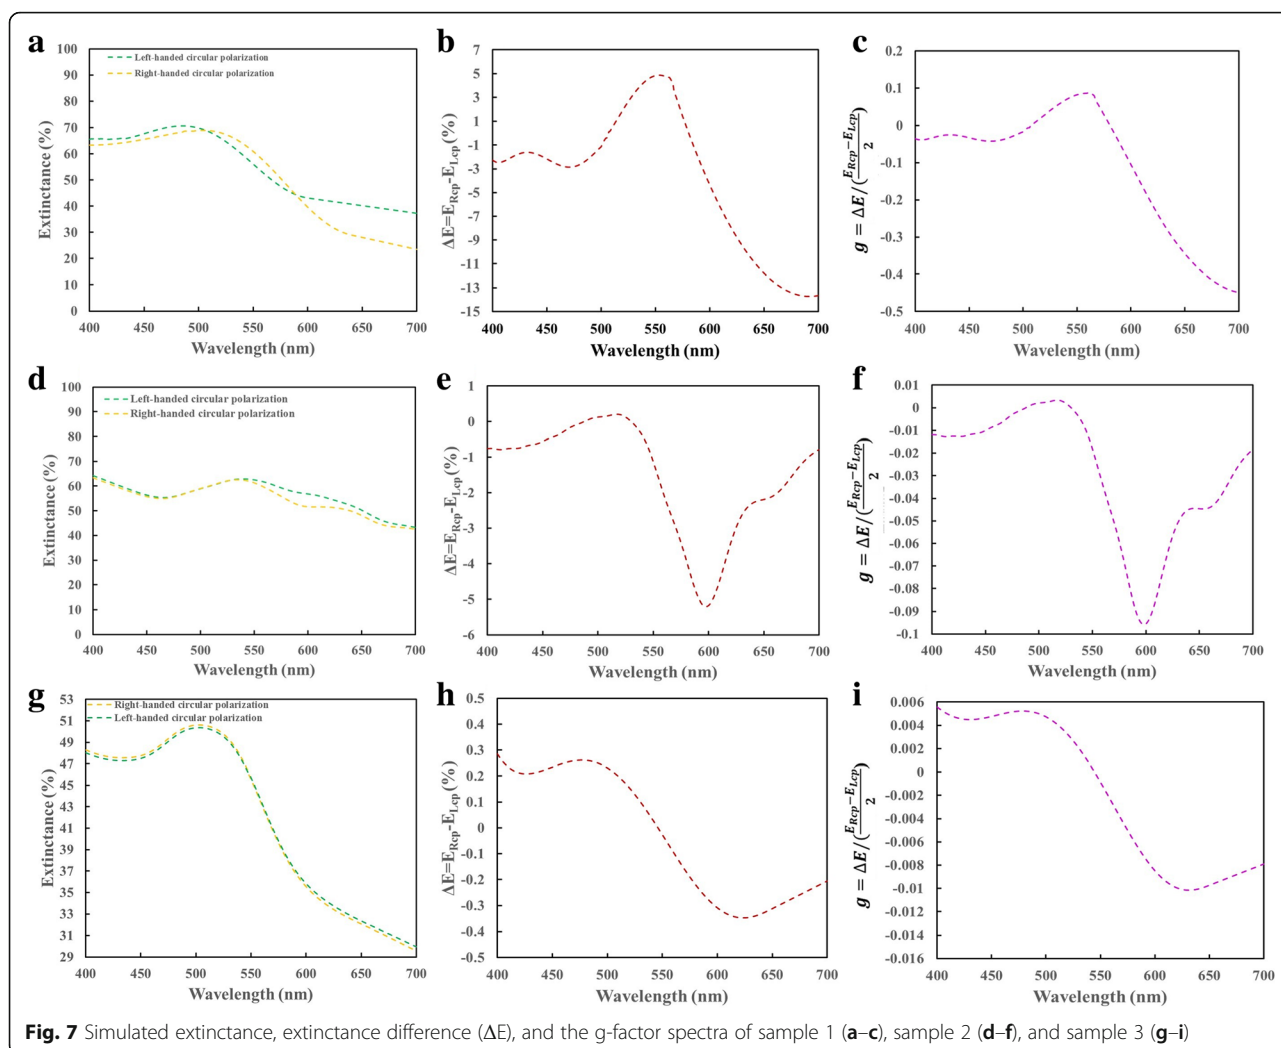 a
100
90
80
70
60
50
40
30
20
10
0
Extinctance (%)
Left-handed circular polarization
Right-handed circular polarization
400 450 500 550 600 650 700
Wavelength (nm)
b
7
5
3
1
-1
-3
-5
-7
-9
-11
-13
-15
ΔE=E_Rcp-E_Lcp (%)
400 450 500 550 600 650 700
Wavelength (nm)
c
0.2
0.1
0
-0.1
-0.2
-0.3
-0.4
-0.5
g = ΔE/(E_Rcp−E_Lcp/2)
400 450 500 550 600 650 700
Wavelength (nm)
d
100
90
80
70
60
50
40
30
20
10
0
Extinctance (%)
Left-handed circular polarization
Right-handed circular polarization
400 450 500 550 600 650 700
Wavelength (nm)
e
1
0
-1
-2
-3
-4
-5
-6
ΔE=E_Rcp-E_Lcp (%)
400 450 500 550 600 650 700
Wavelength (nm)
f
0.01
0
-0.01
-0.02
-0.03
-0.04
-0.05
-0.06
-0.07
-0.08
-0.09
-0.1
g = ΔE/(E_Rcp−E_Lcp/2)
400 450 500 550 600 650 700
Wavelength (nm)
g
53
51
49
47
45
43
41
39
37
35
33
31
29
Extinctance (%)
Right-handed circular polarization
Left-handed circular polarization
400 450 500 550 600 650 700
Wavelength (nm)
h
0.5
0.4
0.3
0.2
0.1
0
-0.1
-0.2
-0.3
-0.4
-0.5
ΔE=E_Rcp-E_Lcp (%)
400 450 500 550 600 650 700
Wavelength (nm)
i
0.006
0.004
0.002
0
-0.002
-0.004
-0.006
-0.008
-0.01
-0.012
-0.014
-0.016
g = ΔE/(E_Rcp−E_Lcp/2)
400 450 500 550 600 650 700
Wavelength (nm)
Fig. 7 Simulated extinctance, extinctance difference (ΔE), and the g-factor spectra of sample 1 (a–c), sample 2 (d–f), and sample 3 (g–i)